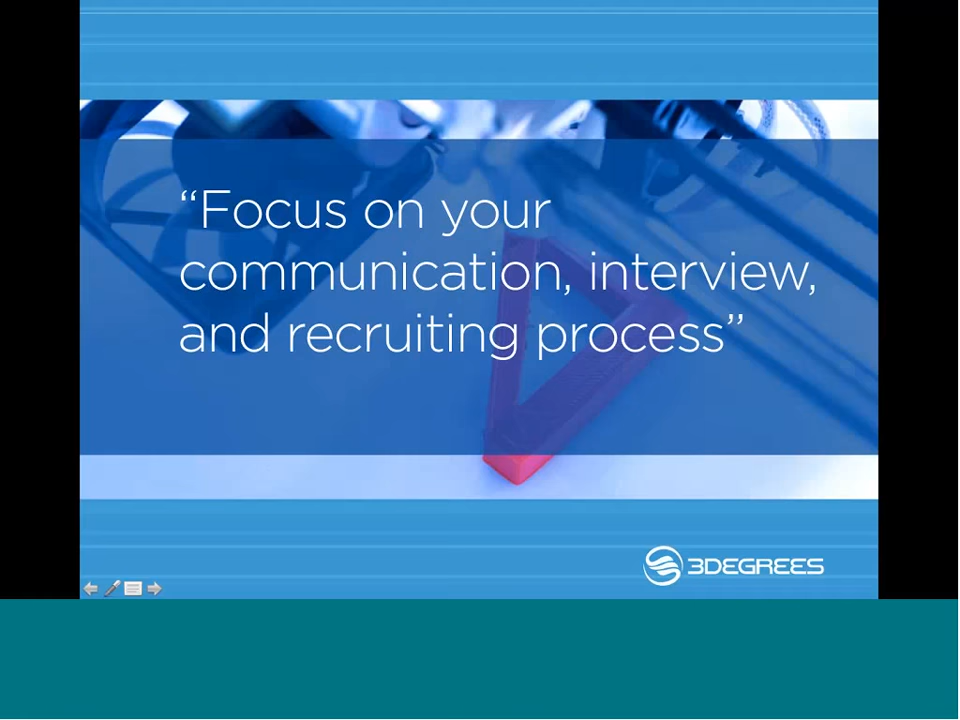 “Focus on your
communication, interview,
and recruiting process”
3DEGREES